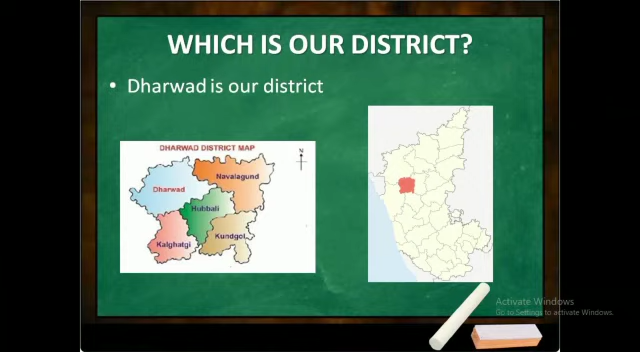 WHICH IS OUR DISTRICT?
• Dharwad is our district
DHARWAD DISTRICT MAP
N
Navalagund
Dharwad
Hubbali
Kundgol
Kalghatgi
Activate Windows
Go to Settings to activate Windows.